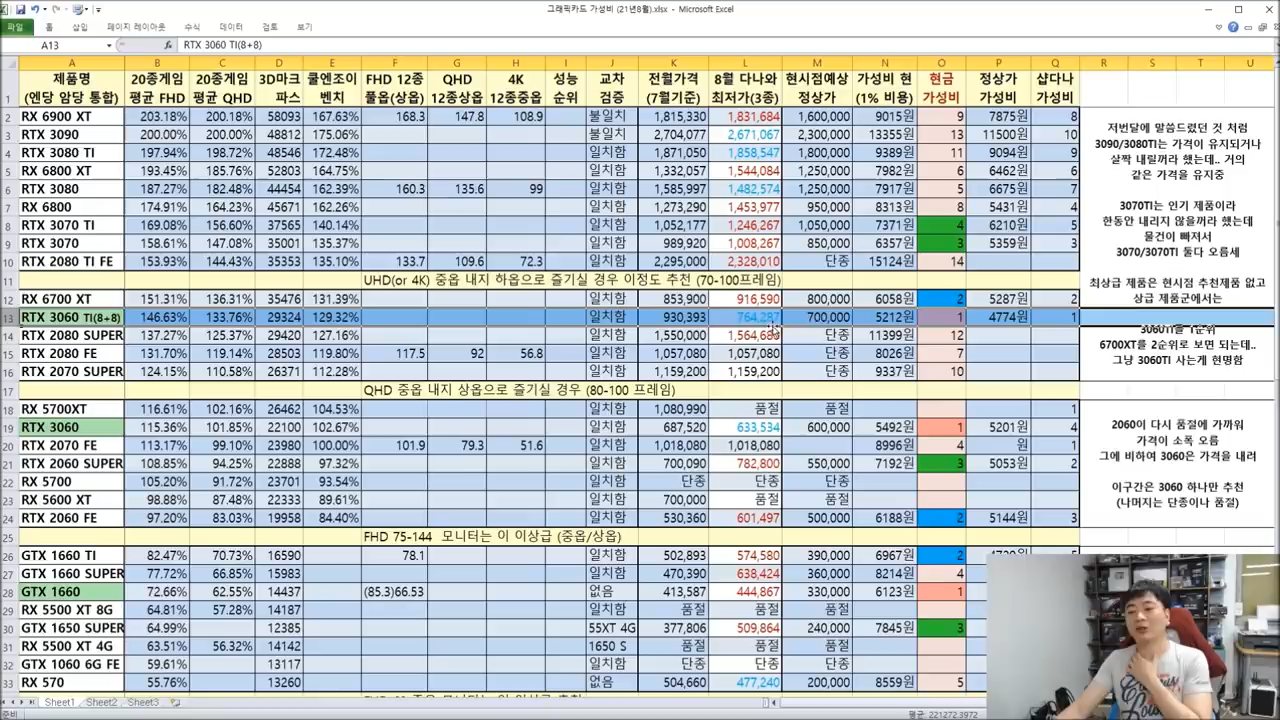 그래픽카드 가성비 (21년8월).xlsx - Microsoft Excel
파일 홈 삽입 페이지 레이아웃 수식 데이터 검토 보기
A13 fx RTX 3060 TI(8+8)
A B C D E F G H I J K L M N O P Q R S T U
1 제품명 (엔당 암당 통합) 20종게임 평균 FHD 20종게임 평균 QHD 3D마크 파스 쿨엔조이 벤치 FHD 12종 풀옵(상옵) QHD 12종상옵 4K 12종중옵 성능 순위 교차 검증 전월가격 (7월기준) 8월 다나와 최저가(3종) 현시점예상 정상가 가성비 현 (1% 비용) 현금 가성비 정상가 가성비 샵다나 가성비
2 RX 6900 XT 203.18% 200.18% 58093 167.63% 168.3 147.8 108.9 불일치 1,815,330 1,831,684 1,600,000 9015원 9 7875원 8
3 RTX 3090 200.00% 200.00% 48812 175.06% 불일치 2,704,077 2,671,067 2,300,000 13355원 13 11500원 10
4 RTX 3080 TI 197.94% 198.72% 48546 172.48% 일치함 1,871,050 1,858,547 1,800,000 9389원 11 9094원 9
5 RX 6800 XT 193.45% 185.76% 52803 164.75% 일치함 1,332,057 1,544,084 1,250,000 7982원 6 6462원 6
6 RTX 3080 187.27% 182.48% 44454 162.39% 160.3 135.6 99 일치함 1,585,997 1,482,574 1,250,000 7917원 5 6675원 7
7 RX 6800 174.91% 164.23% 45671 162.26% 일치함 1,273,290 1,453,977 950,000 8313원 8 5431원 4
8 RTX 3070 TI 169.08% 156.60% 37565 140.14% 일치함 1,052,177 1,246,267 1,050,000 7371원 4 6210원 5
9 RTX 3070 158.61% 147.08% 35001 135.37% 일치함 989,920 1,008,267 850,000 6357원 3 5359원 3
10 RTX 2080 TI FE 153.93% 144.43% 35353 135.10% 133.7 109.6 72.3 일치함 2,295,000 2,328,010 단종 15124원 14
11 UHD(or 4K) 중옵 내지 하옵으로 즐기실 경우 이정도 추천 (70-100프레임)
12 RX 6700 XT 151.31% 136.31% 35476 131.39% 일치함 853,900 916,590 800,000 6058원 2 5287원 2
13 RTX 3060 TI(8+8) 146.63% 133.76% 29324 132.39% 일치함 930,393 764,287 700,000 5212원 1 4774원 1
14 RTX 2080 SUPER 137.27% 125.37% 29420 127.16% 일치함 1,550,000 1,564,680 단종 11399원 12
15 RTX 2080 FE 131.70% 119.14% 28503 119.80% 117.5 92 56.8 일치함 1,057,080 1,057,080 단종 8026원 7
16 RTX 2070 SUPER 124.15% 110.58% 26371 112.28% 일치함 1,159,200 1,159,200 단종 9337원 10
17 QHD 중옵 내지 상옵으로 즐기실 경우 (80-100 프레임)
18 RX 5700XT 116.61% 102.16% 26462 104.53% 일치함 1,080,990 품절 품절 1
19 RTX 3060 115.36% 101.85% 22100 102.67% 일치함 687,520 633,534 600,000 5492원 1 5201원 4
20 RTX 2070 FE 113.17% 99.10% 23980 100.00% 101.9 79.3 51.6 일치함 1,018,080 1,018,080 8996원 4 원 1
21 RTX 2060 SUPER 108.85% 94.25% 22888 97.32% 일치함 700,090 782,800 550,000 7192원 3 5053원 2
22 RX 5700 105.20% 91.72% 23701 93.54% 일치함 단종 단종 단종
23 RX 5600 XT 98.88% 87.48% 22333 89.61% 일치함 700,000 품절 품절
24 RTX 2060 FE 97.20% 83.03% 19958 84.40% 일치함 530,360 601,497 500,000 6188원 2 5144원 3
25 FHD 75-144 모니터는 이 이상급 (중옵/상옵)
26 GTX 1660 TI 82.47% 70.73% 16590 78.1 일치함 502,893 574,580 390,000 6967원 2
27 GTX 1660 SUPER 77.72% 66.85% 15983 일치함 470,390 638,424 360,000 8214원 4
28 GTX 1660 72.66% 62.55% 14437 (85.3)66.53 없음 413,587 444,867 330,000 6123원 1
29 RX 5500 XT 8G 64.81% 57.28% 14187 일치함 품절 품절 품절
30 GTX 1650 SUPER 64.99% 12385 55XT 4G 377,806 509,864 240,000 7845원 3
31 RX 5500 XT 4G 63.51% 56.32% 14142 1650 S 품절 품절 품절
32 GTX 1060 6G FE 59.61% 13117 일치함 단종 단종 단종
33 RX 570 55.76% 13260 없음 504,660 477,240 200,000 8559원 5
저번달에 말씀드렸던 것 처럼
3090/3080TI는 가격이 유지되거나
살짝 내릴꺼라 했는데.. 거의
같은 가격을 유지중
3070TI는 인기 제품이라
한동안 내리지 않을꺼라 했는데
물건이 빠져서
3070/3070TI 둘다 오름세
최상급 제품은 현시점 추천제품 없고
상급 제품군에서는
3060TI를 1순위
6700XT를 2순위로 보면 되는데..
그냥 3060TI 사는게 현명함
2060이 다시 품절에 가까워
가격이 소폭 오름
그에 비하여 3060은 가격을 내려
이구간은 3060 하나만 추천
(나머지는 단종이나 품절)
Sheet1 Sheet2 Sheet3
준비 평균: 221272.3972